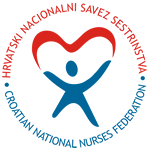 • HRVATSKI NACIONALNI SAVEZ SESTRINSTVA •
CROATIAN NATIONAL NURSES FEDERATION